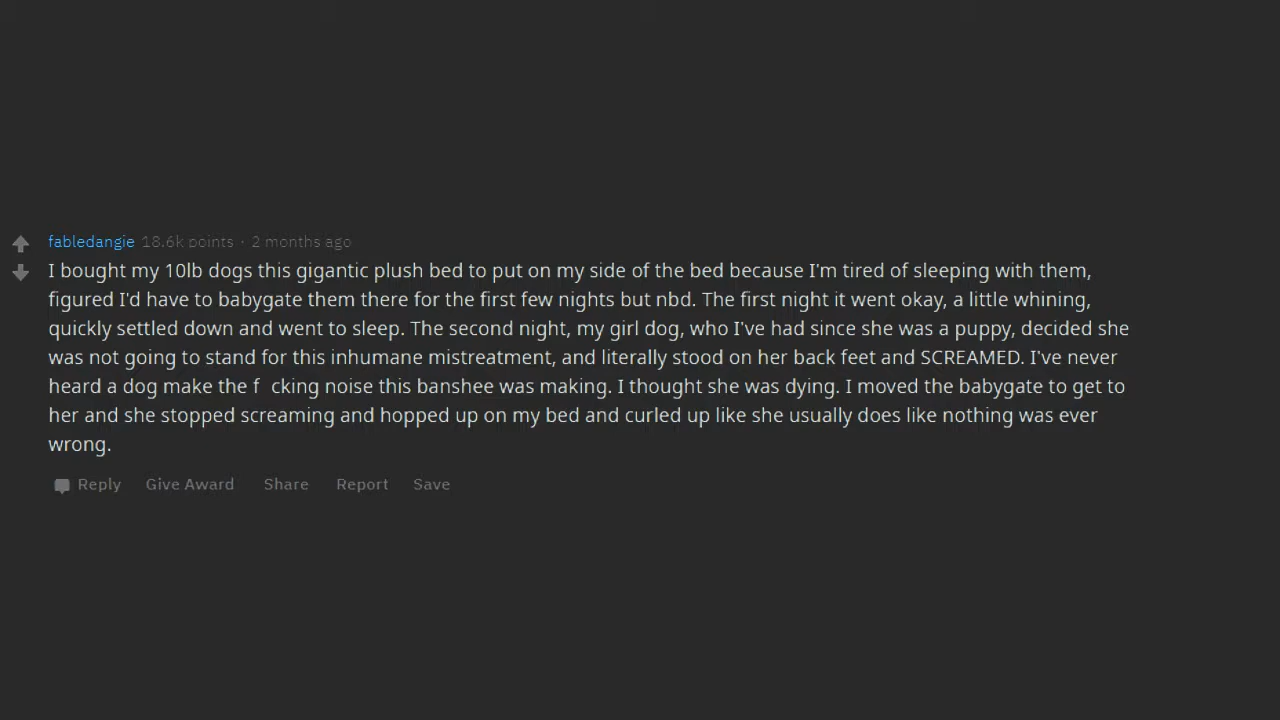 fabledangie 18.6k points · 2 months ago
I bought my 10lb dogs this gigantic plush bed to put on my side of the bed because I'm tired of sleeping with them,
figured I'd have to babygate them there for the first few nights but nbd. The first night it went okay, a little whining,
quickly settled down and went to sleep. The second night, my girl dog, who I've had since she was a puppy, decided she
was not going to stand for this inhumane mistreatment, and literally stood on her back feet and SCREAMED. I've never
heard a dog make the f cking noise this banshee was making. I thought she was dying. I moved the babygate to get to
her and she stopped screaming and hopped up on my bed and curled up like she usually does like nothing was ever
wrong.
Reply Give Award Share Report Save